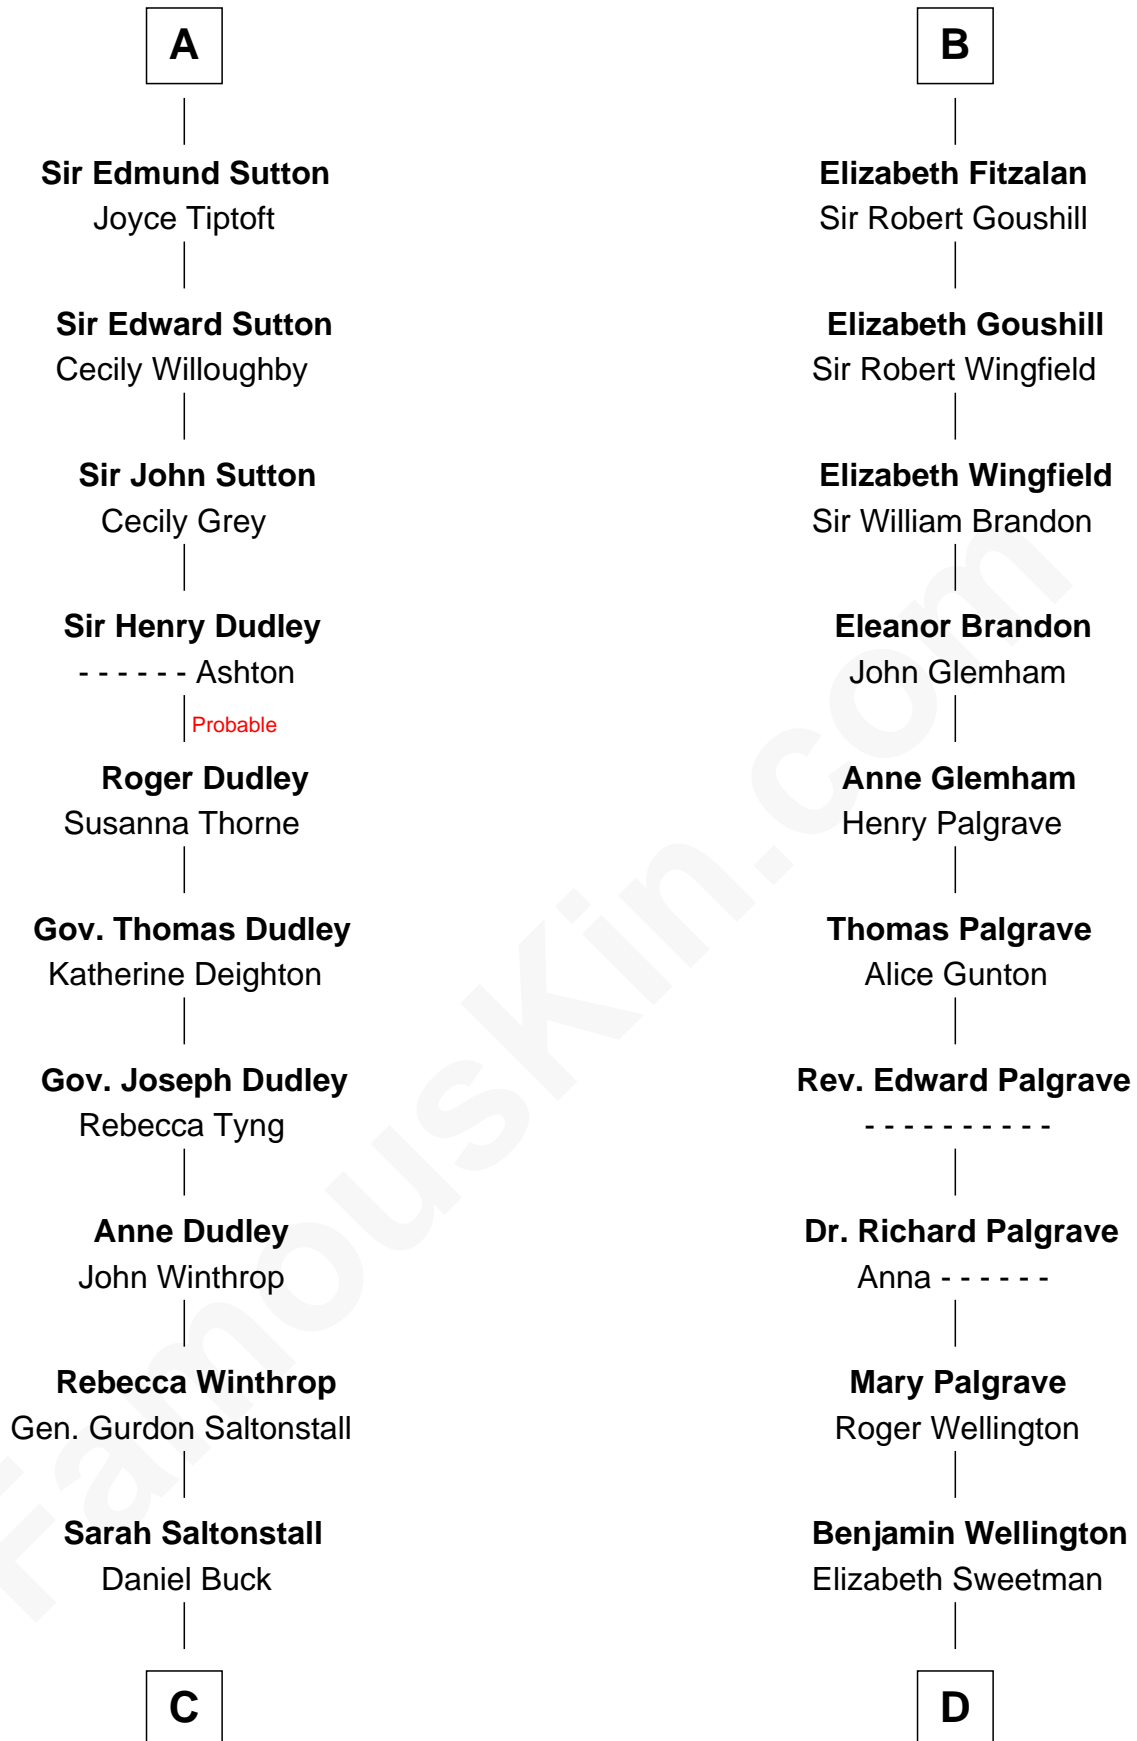 A
Sir Edmund Sutton
Joyce Tiptoft
Sir Edward Sutton
Cecily Willoughby
Sir John Sutton
Cecily Grey
Sir Henry Dudley
- - - - - - Ashton
Probable
Roger Dudley
Susanna Thorne
Gov. Thomas Dudley
Katherine Deighton
Gov. Joseph Dudley
Rebecca Tyng
Anne Dudley
John Winthrop
Rebecca Winthrop
Gen. Gurdon Saltonstall
Sarah Saltonstall
Daniel Buck
C
B
Elizabeth Fitzalan
Sir Robert Goushill
Elizabeth Goushill
Sir Robert Wingfield
Elizabeth Wingfield
Sir William Brandon
Eleanor Brandon
John Glemham
Anne Glemham
Henry Palgrave
Thomas Palgrave
Alice Gunton
Rev. Edward Palgrave
- - - - - - - - - -
Dr. Richard Palgrave
Anna - - - - - -
Mary Palgrave
Roger Wellington
Benjamin Wellington
Elizabeth Sweetman
D
FamousKin.com